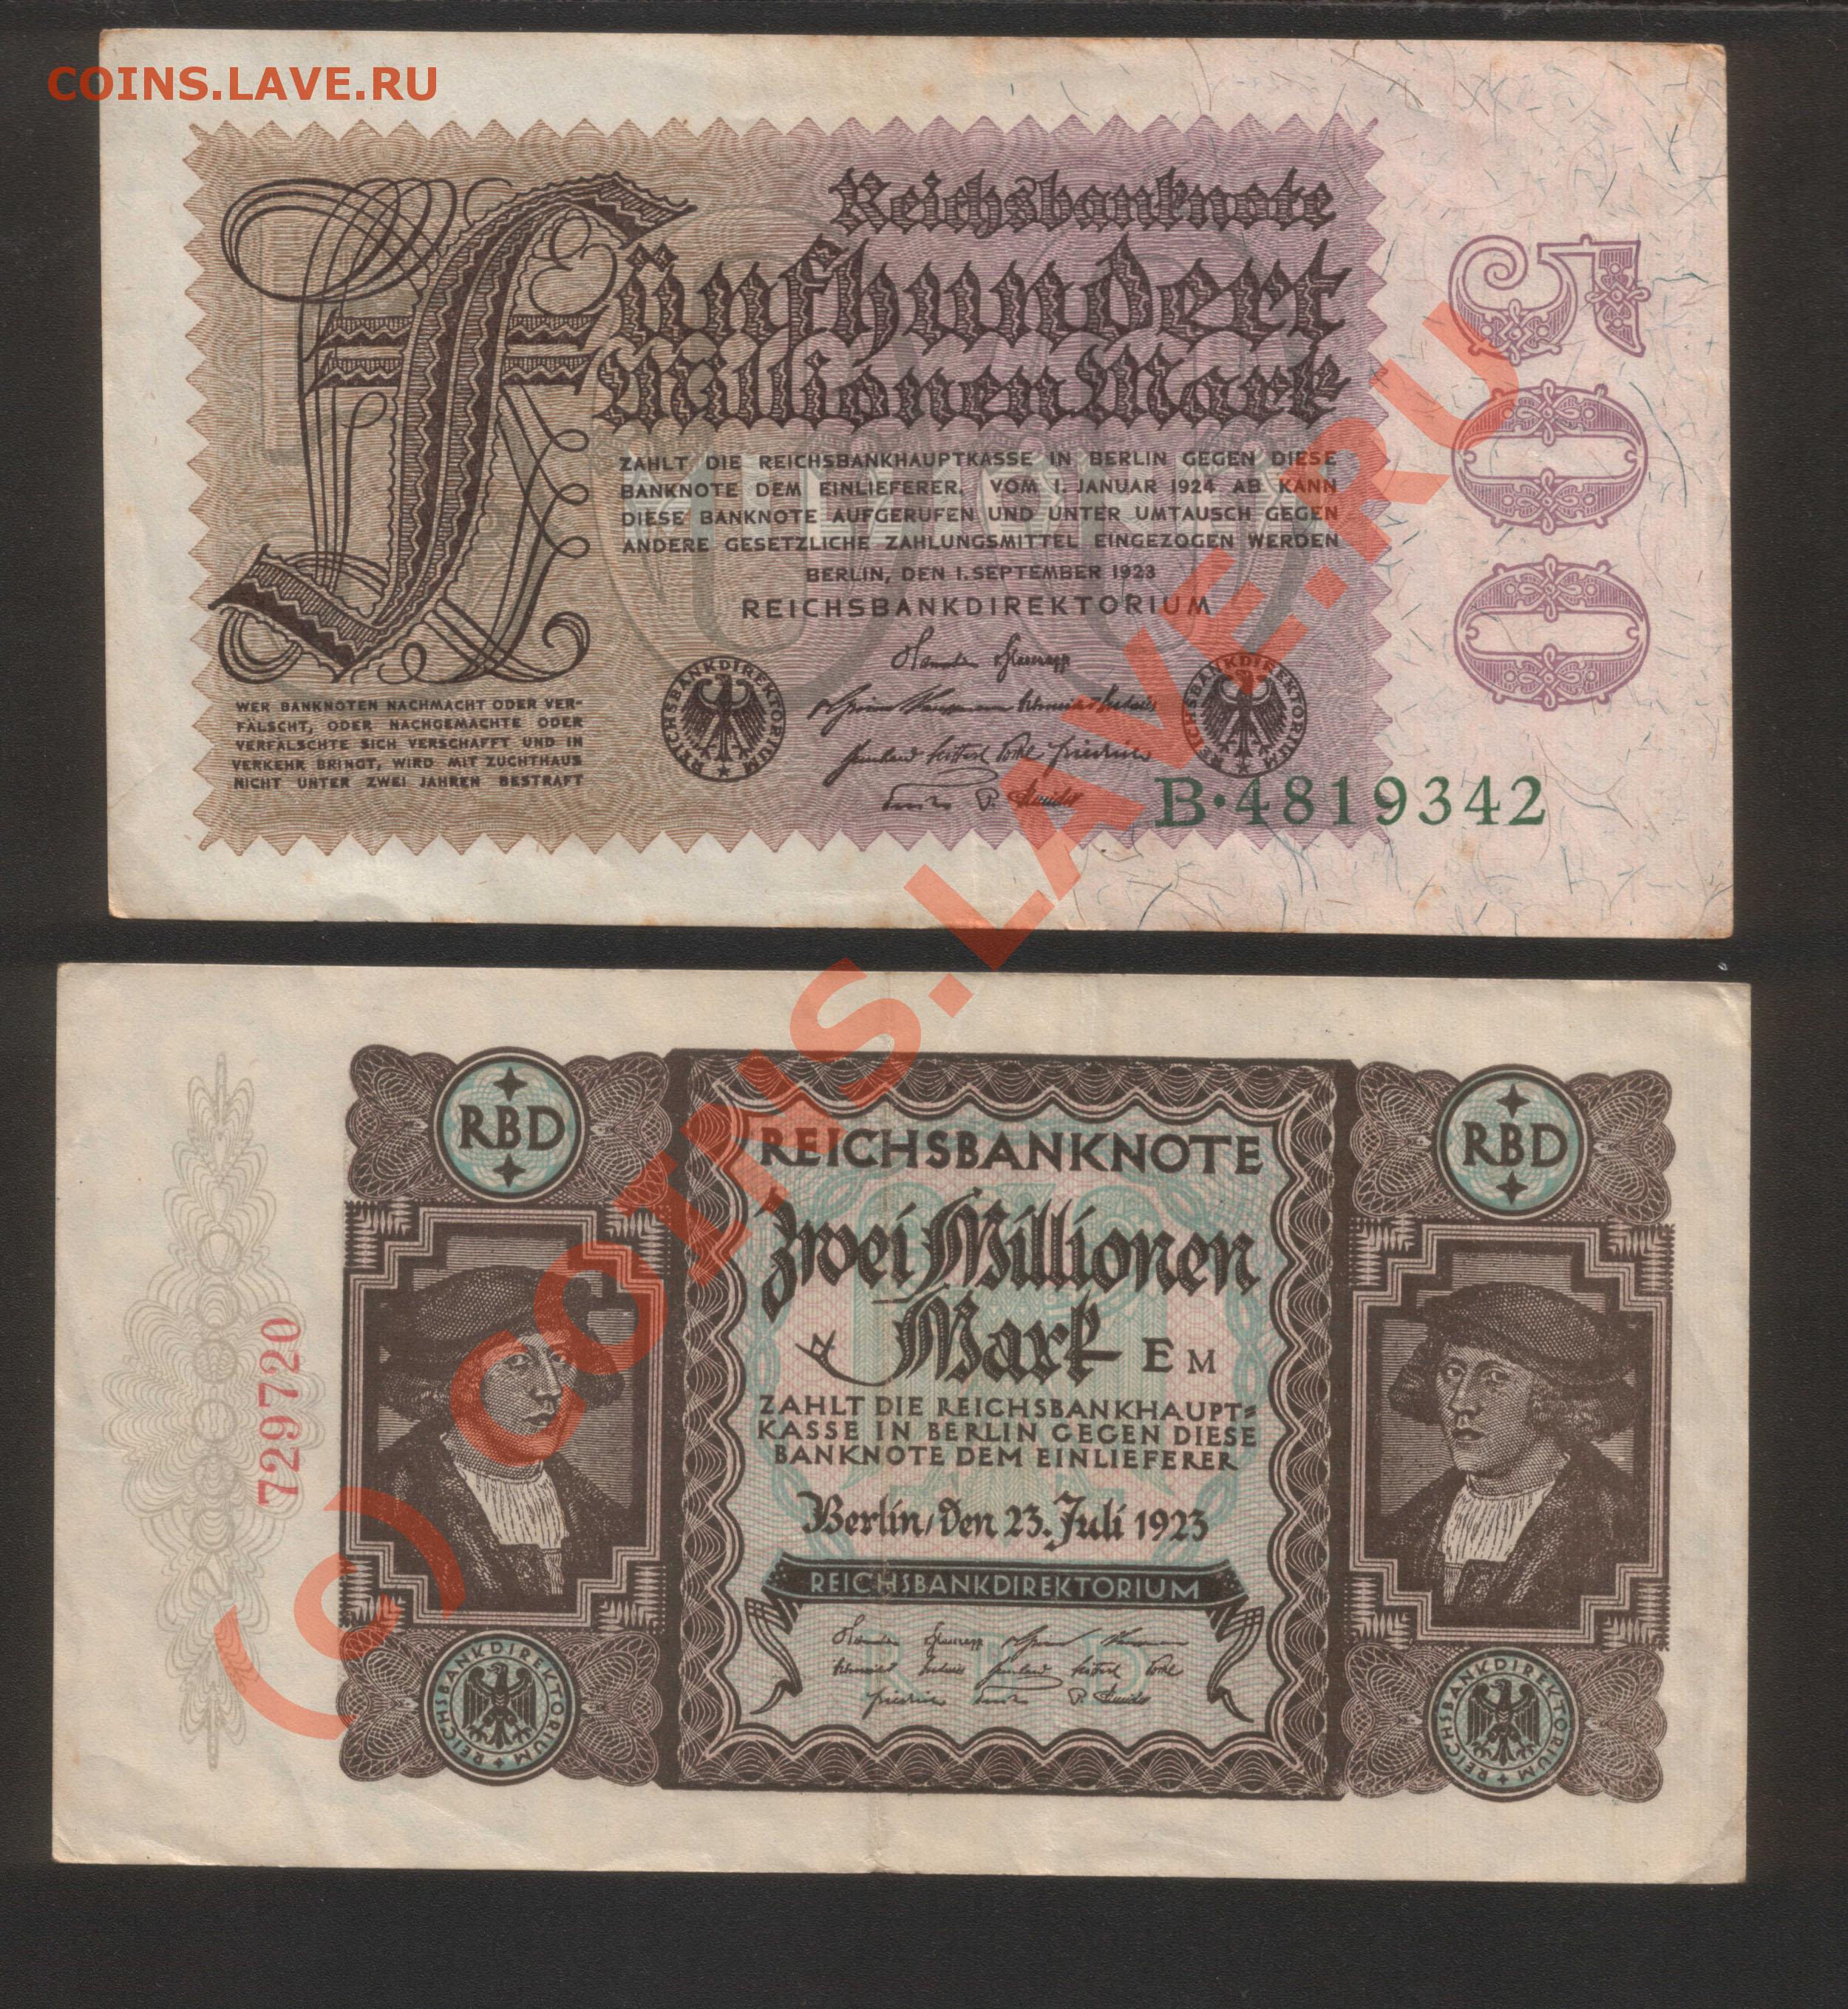 COINS.LAVE.RU
Reichsbanknote
Fünfhundert
Millionen Mark
ZAHLT DIE REICHSBANKHAUPTKASSE IN BERLIN GEGEN DIESE
BANKNOTE DEM EINLIEFERER. VOM 1. JANUAR 1924 AB KANN
DIESE BANKNOTE AUFGERUFEN UND UNTER UMTAUSCH GEGEN
ANDERE GESETZLICHE ZAHLUNGSMITTEL EINGEZOGEN WERDEN
BERLIN, DEN 1. SEPTEMBER 1923
REICHSBANKDIREKTORIUM
WER BANKNOTEN NACHMACHT ODER VER-
FÄLSCHT, ODER NACHGEMACHTE ODER
VERFÄLSCHTE SICH VERSCHAFFT UND IN
VERKEHR BRINGT, WIRD MIT ZUCHTHAUS
NICHT UNTER ZWEI JAHREN BESTRAFT
REICHSBANKDIREKTORIUM
REICHSBANKDIREKTORIUM
B·4819342
500
(c) COINS.LAVE.RU
RBD
RBD
REICHSBANKNOTE
Zwei Millionen
Mark E M
ZAHLT DIE REICHSBANKHAUPT=
KASSE IN BERLIN GEGEN DIESE
BANKNOTE DEM EINLIEFERER
Berlin, den 23. Juli 1923
REICHSBANKDIREKTORIUM
729720
REICHSBANKDIREKTORIUM
REICHSBANKDIREKTORIUM